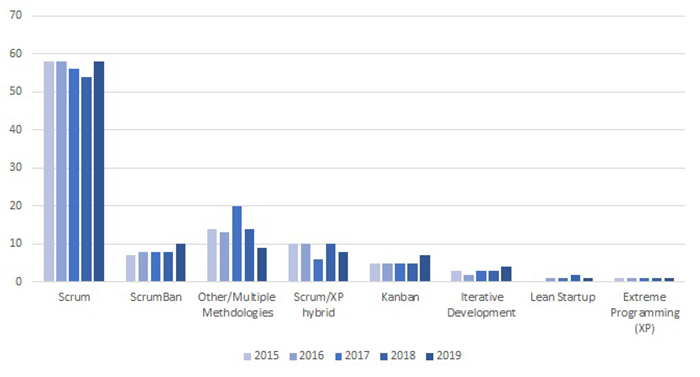 70
60
50
40
30
20
10
0
Scrum
ScrumBan
Other/Multiple
Methdologies
Scrum/XP
hybrid
Kanban
Iterative
Development
Lean Startup
Extreme
Programming
(XP)
2015 2016 2017 2018 2019